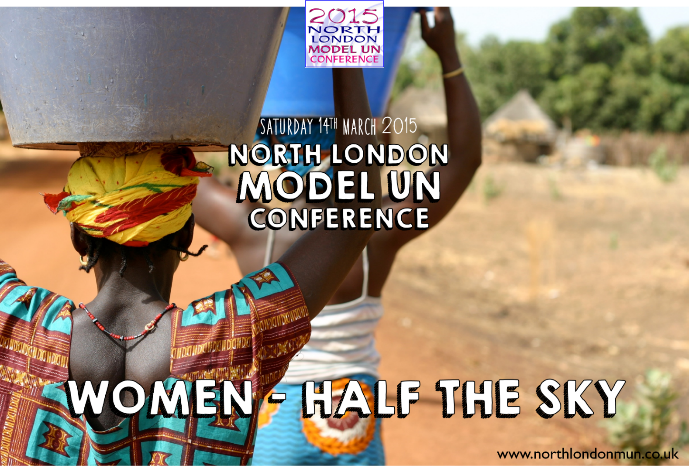 2015
NORTH
LONDON
MODEL UN
CONFERENCE
SATURDAY 14TH MARCH 2015
NORTH LONDON
MODEL UN
CONFERENCE
WOMEN - HALF THE SKY
www.northlondonmun.co.uk